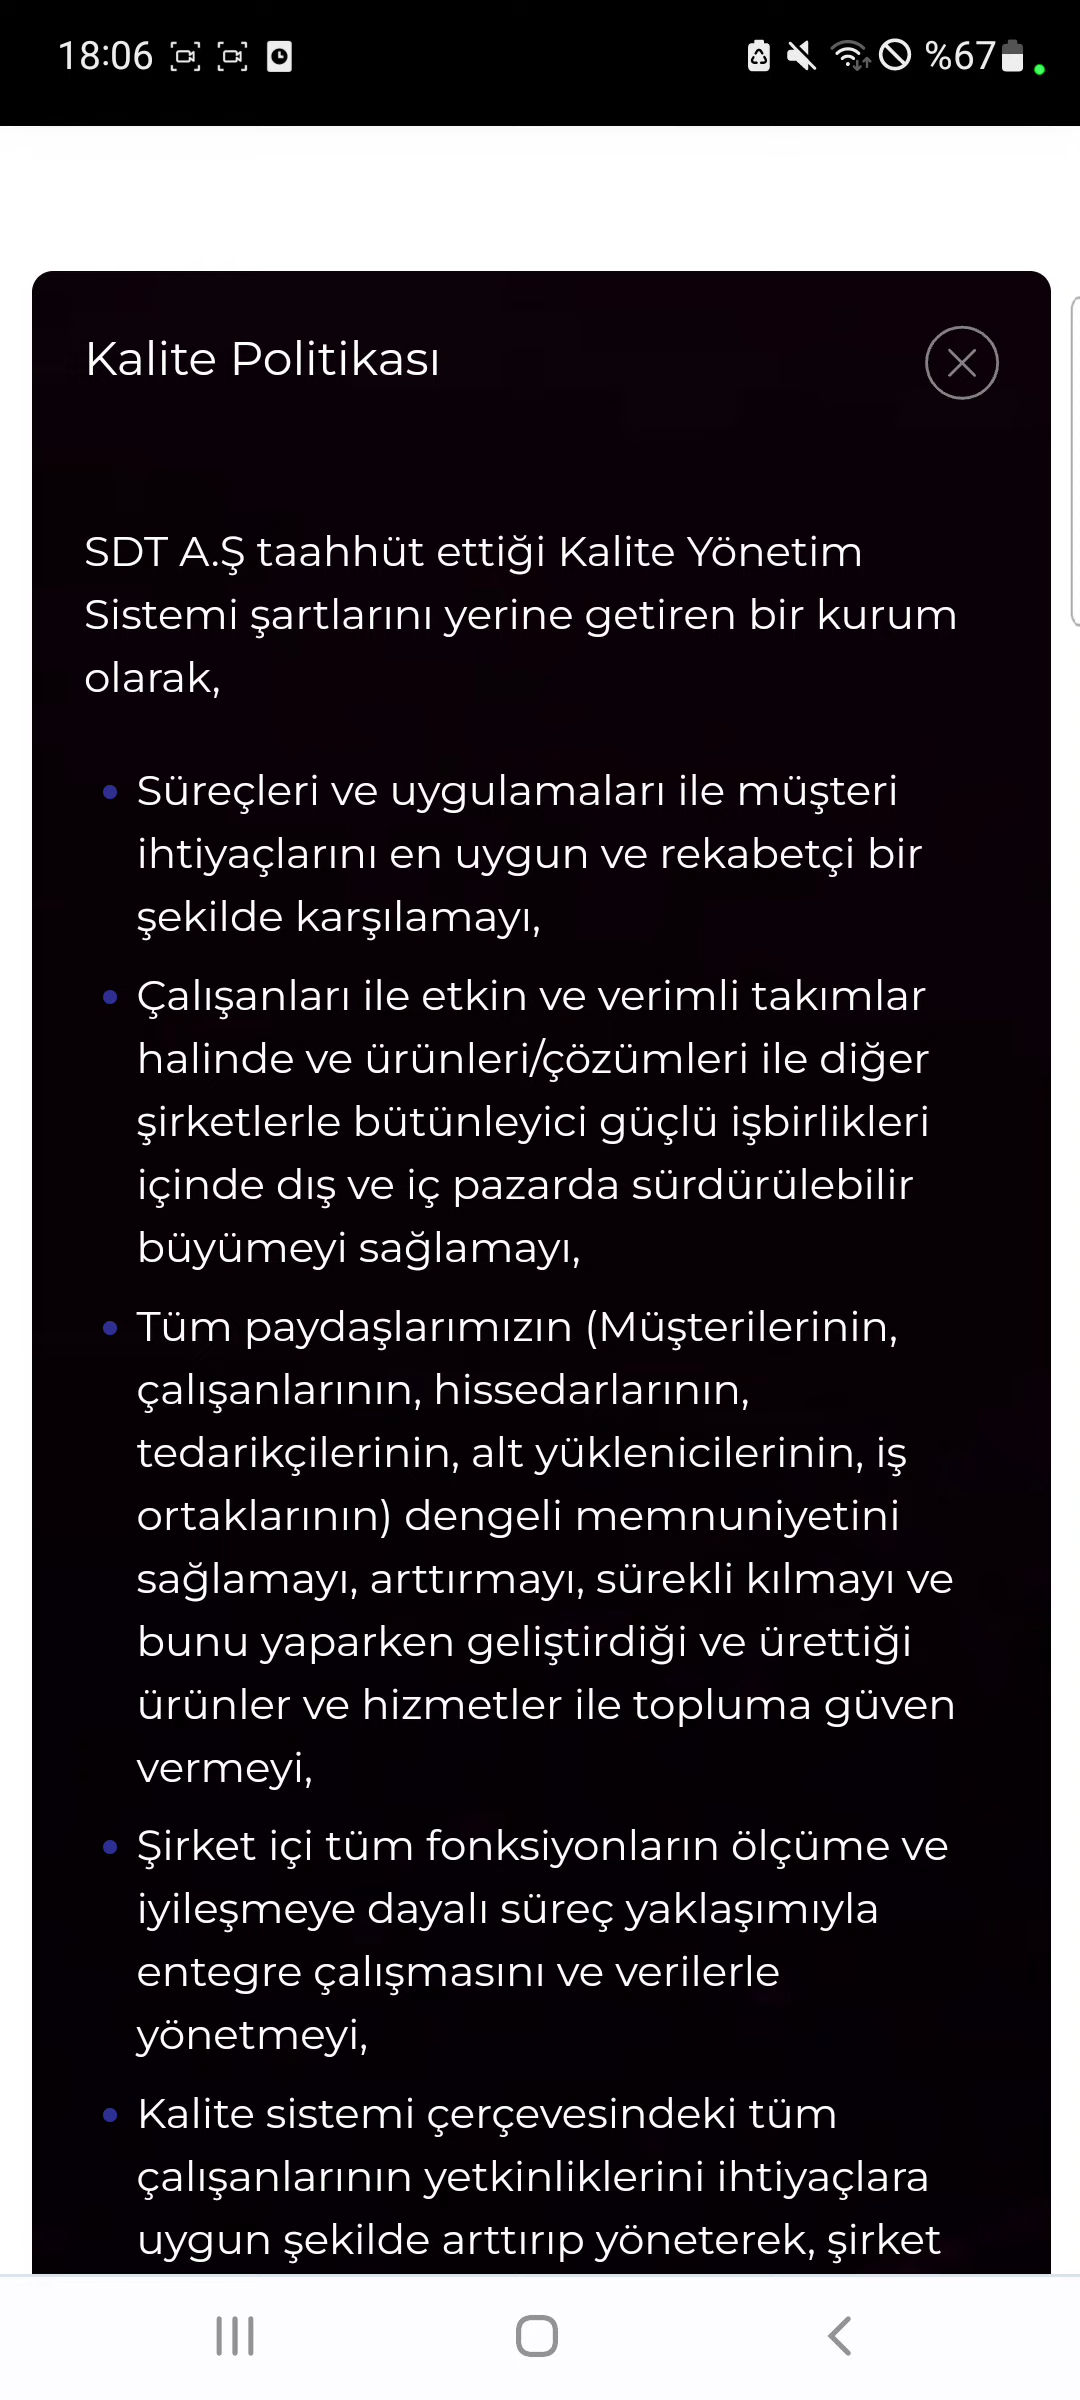 18:06
%67
Kalite Politikası
SDT A.Ş taahhüt ettiği Kalite Yönetim
Sistemi şartlarını yerine getiren bir kurum
olarak,
Süreçleri ve uygulamaları ile müşteri
ihtiyaçlarını en uygun ve rekabetçi bir
şekilde karşılamayı,
Çalışanları ile etkin ve verimli takımlar
halinde ve ürünleri/çözümleri ile diğer
şirketlerle bütünleyici güçlü işbirlikleri
içinde dış ve iç pazarda sürdürülebilir
büyümeyi sağlamayı,
Tüm paydaşlarımızın (Müşterilerinin,
çalışanlarının, hissedarlarının,
tedarikçilerinin, alt yüklenicilerinin, iş
ortaklarının) dengeli memnuniyetini
sağlamayı, arttırmayı, sürekli kılmayı ve
bunu yaparken geliştirdiği ve ürettiği
ürünler ve hizmetler ile topluma güven
vermeyi,
Şirket içi tüm fonksiyonların ölçüme ve
iyileşmeye dayalı süreç yaklaşımıyla
entegre çalışmasını ve verilerle
yönetmeyi,
Kalite sistemi çerçevesindeki tüm
çalışanlarının yetkinliklerini ihtiyaçlara
uygun şekilde arttırıp yöneterek, şirket